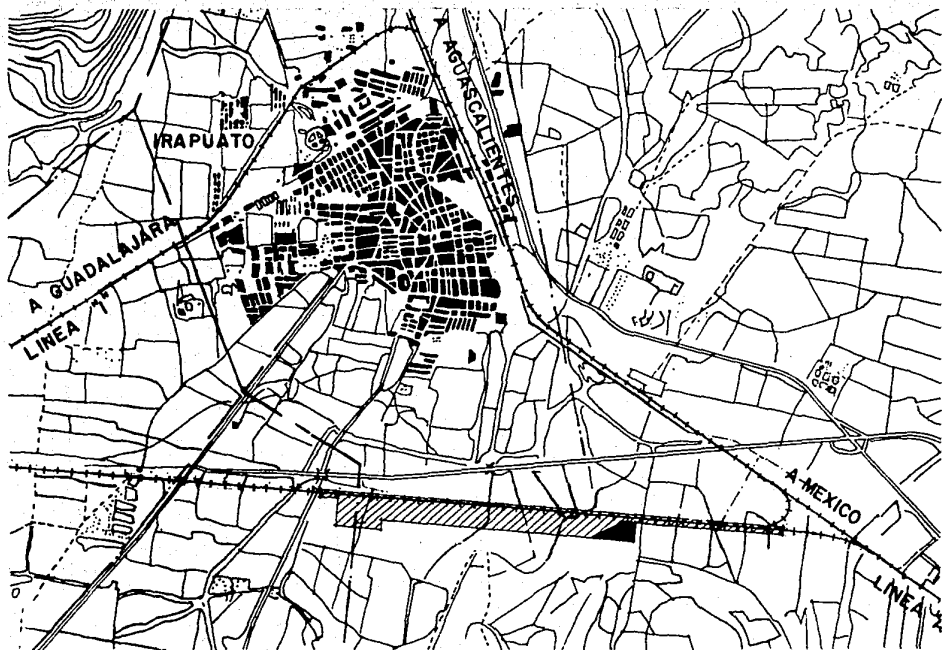 A AGUASCALIENTES
IRAPUATO
A GUADALAJARA
LINEA
A MEXICO
LINEA